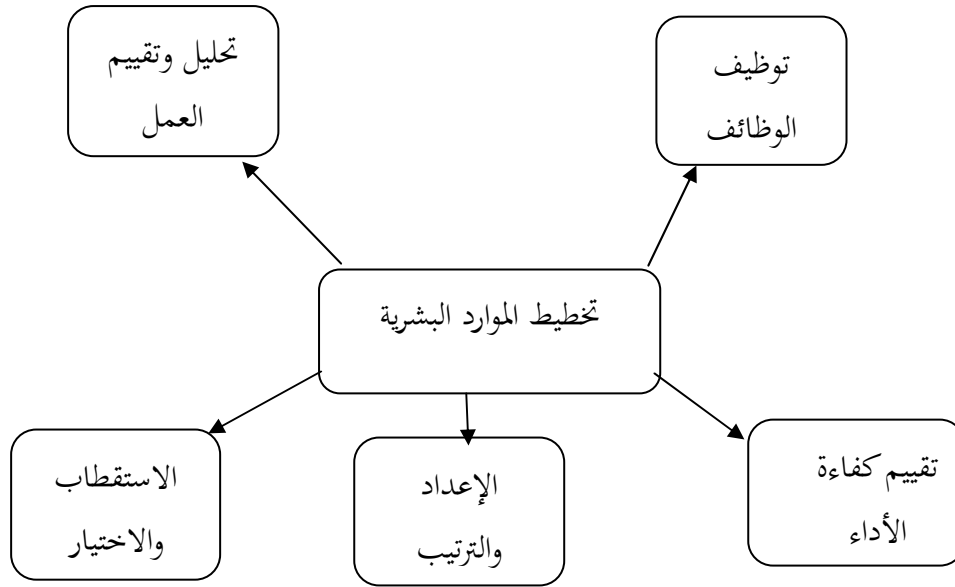 توظيف
الوظائف
تحليل وتقييم
العمل
تخطيط الموارد البشرية
تقييم كفاءة
الأداء
الإعداد
والترتيب
الاستقطاب
والاختيار